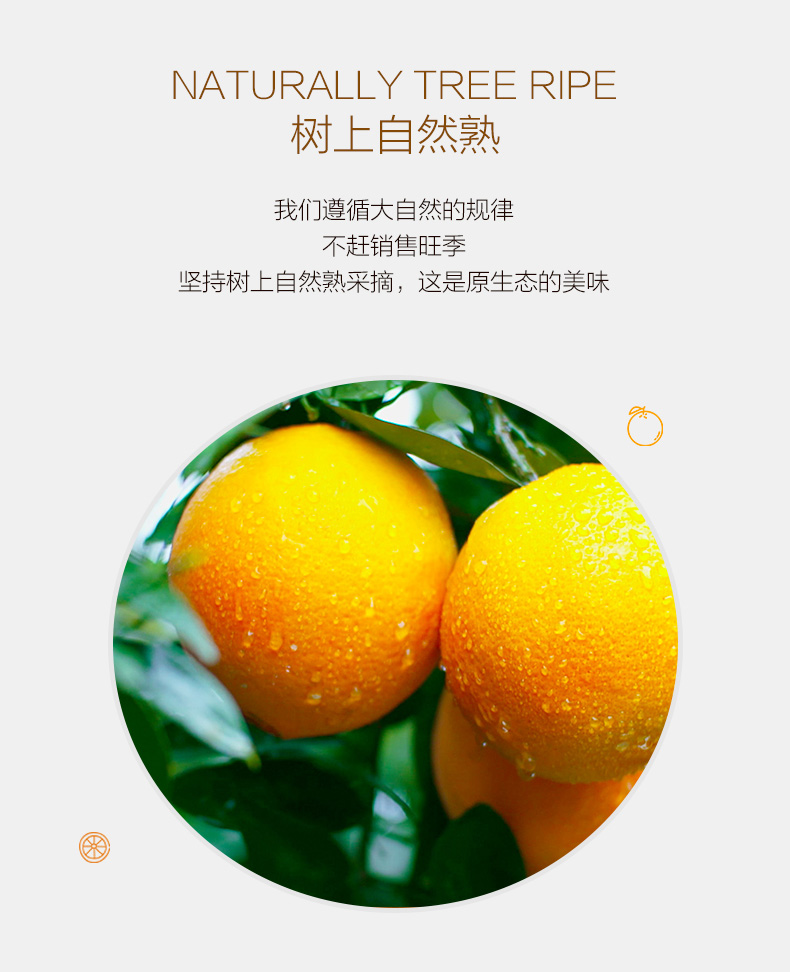 NATURALLY TREE RIPE
树上自然熟
我们遵循大自然的规律
不赶销售旺季
坚持树上自然熟采摘，这是原生态的美味